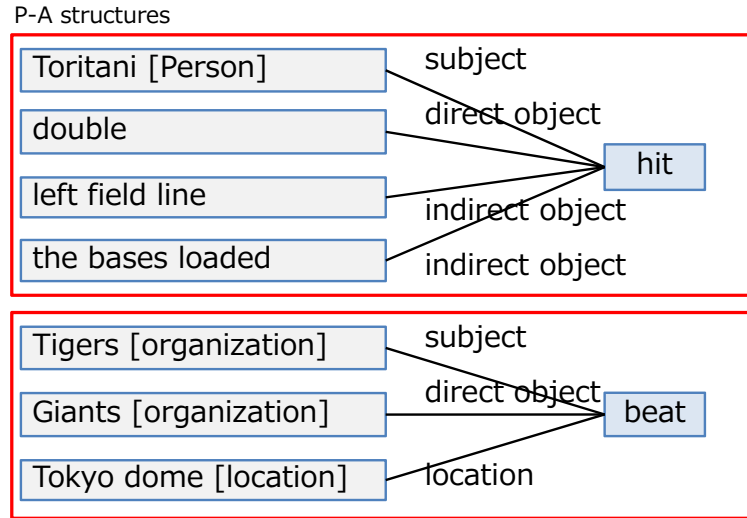 P-A structures
Toritani [Person]
subject
double
direct object
hit
left field line
indirect object
the bases loaded
indirect object
Tigers [organization]
subject
Giants [organization]
direct object
beat
Tokyo dome [location]
location